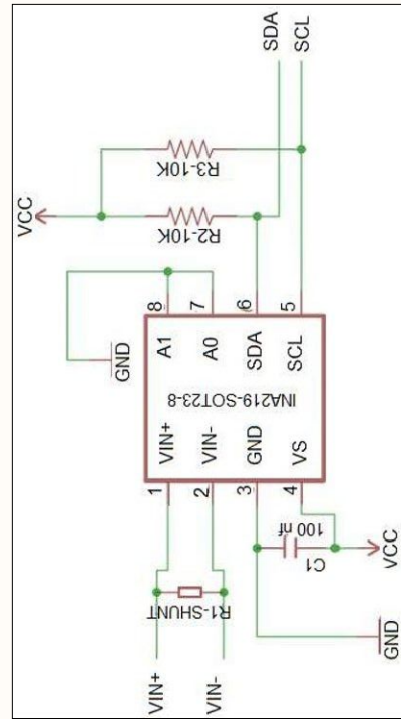 SDA
SCL
VCC
R3-10K
R2-10K
GND
8
7
6
5
A1
A0
SDA
SCL
INA219-SOT23-8
VIN+
VIN-
GND
VS
1
2
3
4
VIN+
VIN-
R1-SHUNT
C1
100 nf
VCC
GND